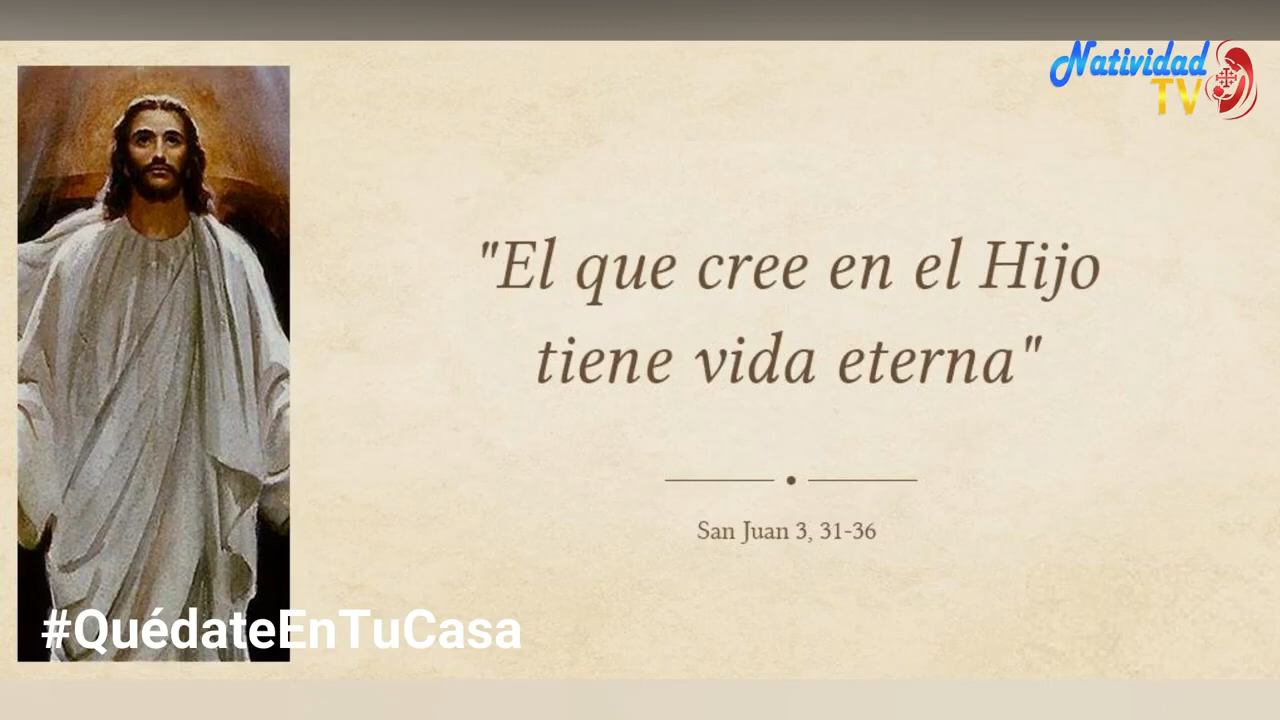 Natividad
TV
"El que cree en el Hijo
tiene vida eterna"
San Juan 3, 31-36
#QuédateEnTuCasa